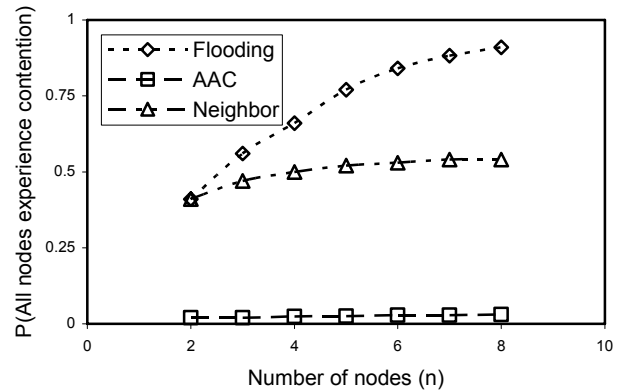 1
Flooding
AAC
Neighbor
0.75
0.5
0.25
0
0 2 4 6 8 10
Number of nodes (n)
P(All nodes experience contention)